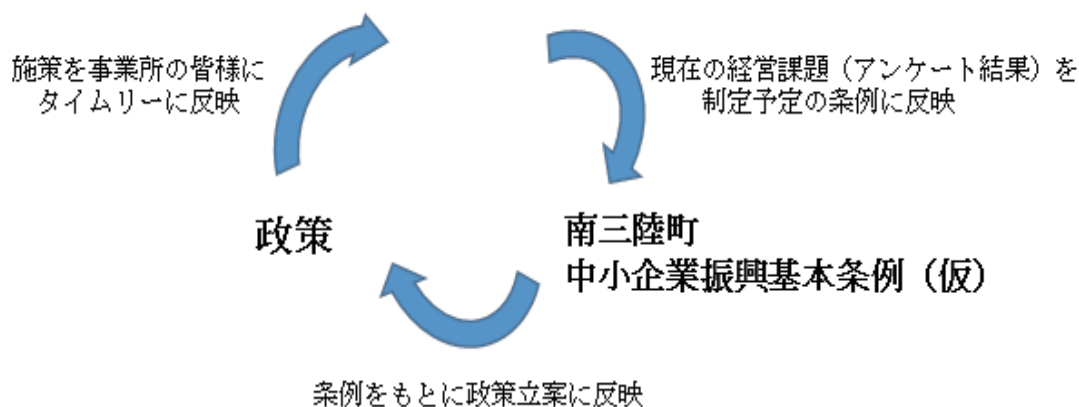 施策を事業所の皆様に
タイムリーに反映
現在の経営課題（アンケート結果）を
制定予定の条例に反映
政策
南三陸町
中小企業振興基本条例（仮）
条例をもとに政策立案に反映